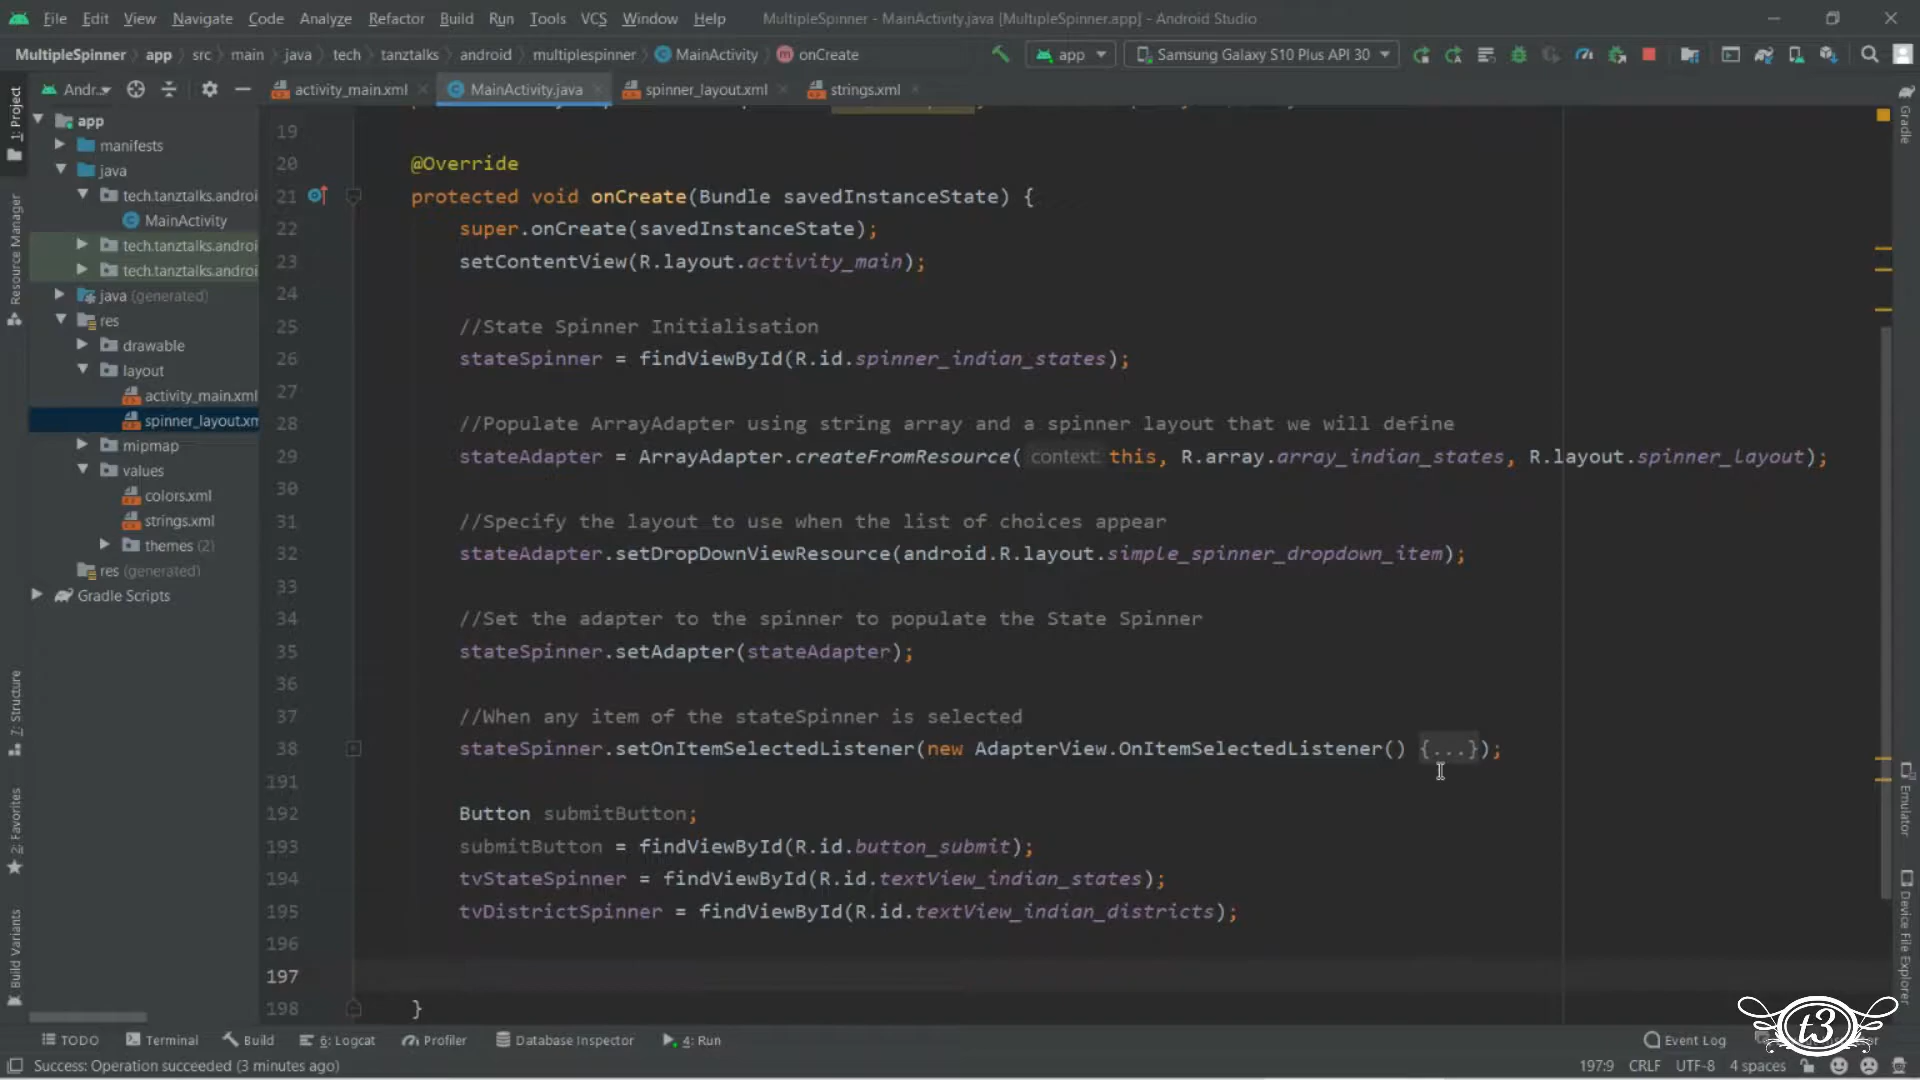 File Edit View Navigate Code Analyze Refactor Build Run Tools VCS Window Help MultipleSpinner - MainActivity.java [MultipleSpinner.app] - Android Studio
MultipleSpinner app src main java tech tanztalks android multiplespinner MainActivity onCreate app Samsung Galaxy S10 Plus API 30
Andr... activity_main.xml MainActivity.java spinner_layout.xml strings.xml
1: Project
Resource Manager
7: Structure
2: Favorites
Build Variants
app
manifests
java
tech.tanztalks.androi
MainActivity
tech.tanztalks.androi
tech.tanztalks.androi
java (generated)
res
drawable
layout
activity_main.xml
spinner_layout.xm
mipmap
values
colors.xml
strings.xml
themes (2)
res (generated)
Gradle Scripts
19
20 @Override
21 protected void onCreate(Bundle savedInstanceState) {
22 super.onCreate(savedInstanceState);
23 setContentView(R.layout.activity_main);
24
25 //State Spinner Initialisation
26 stateSpinner = findViewById(R.id.spinner_indian_states);
27
28 //Populate ArrayAdapter using string array and a spinner layout that we will define
29 stateAdapter = ArrayAdapter.createFromResource( context: this, R.array.array_indian_states, R.layout.spinner_layout);
30
31 //Specify the layout to use when the list of choices appear
32 stateAdapter.setDropDownViewResource(android.R.layout.simple_spinner_dropdown_item);
33
34 //Set the adapter to the spinner to populate the State Spinner
35 stateSpinner.setAdapter(stateAdapter);
36
37 //When any item of the stateSpinner is selected
38 stateSpinner.setOnItemSelectedListener(new AdapterView.OnItemSelectedListener() {...});
191
192 Button submitButton;
193 submitButton = findViewById(R.id.button_submit);
194 tvStateSpinner = findViewById(R.id.textView_indian_states);
195 tvDistrictSpinner = findViewById(R.id.textView_indian_districts);
196
197
198 }
Gradle
Emulator
Device File Explorer
t3
TODO Terminal Build 6: Logcat Profiler Database Inspector 4: Run Event Log
Success: Operation succeeded (3 minutes ago) 197:9 CRLF UTF-8 4 spaces